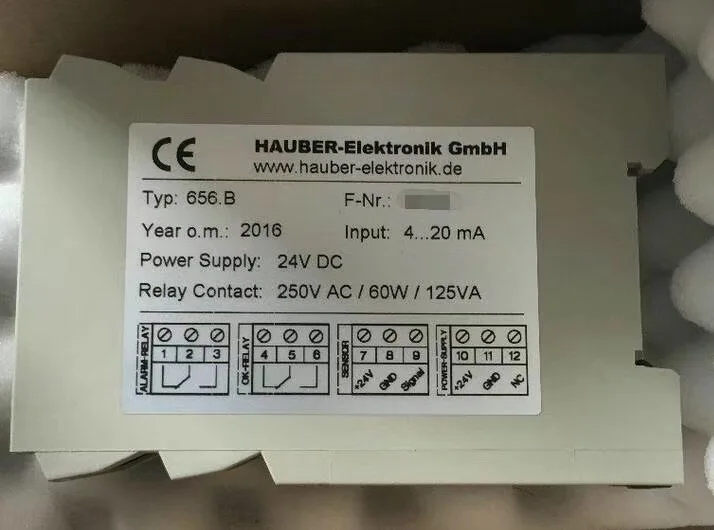 CE HAUBER-Elektronik GmbH
www.hauber-elektronik.de
Typ: 656.B F-Nr.:
Year o.m.: 2016 Input: 4...20 mA
Power Supply: 24V DC
Relay Contact: 250V AC / 60W / 125VA
ALARM-RELAY 1 2 3
OK-RELAY 4 5 6
SENSOR 7 8 9
+24V GND Signal
POWER-SUPPLY 10 11 12
+24V GND NC